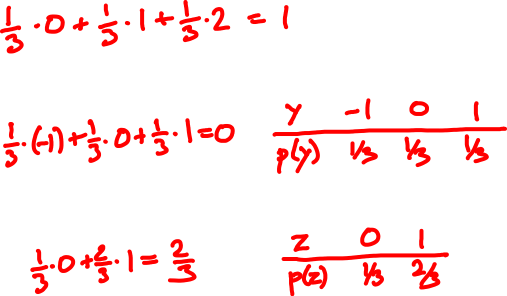 1/3 · 0 + 1/3 · 1 + 1/3 · 2 = 1
1/3 · (-1) + 1/3 · 0 + 1/3 · 1 = 0
y -1 0 1
p(y) 1/3 1/3 1/3
1/3 · 0 + 2/3 · 1 = 2/3
z 0 1
p(z) 1/3 2/3